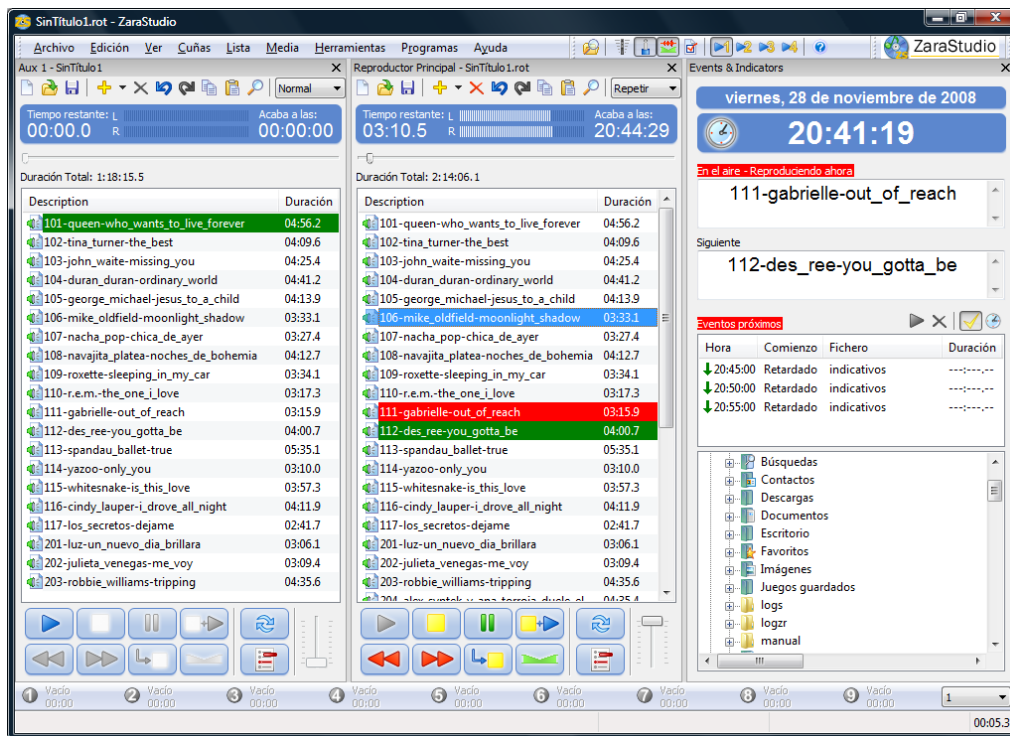 SinTítulo1.rot - ZaraStudio
Archivo Edición Ver Cuñas Lista Media Herramientas Programas Ayuda
1 2 3 4
ZaraStudio
Aux 1 - SinTítulo1
Normal
Tiempo restante: L R
00:00.0
Acaba a las:
00:00:00
Duración Total: 1:18:15.5
Description Duración
101-queen-who_wants_to_live_forever 04:56.2
102-tina_turner-the_best 04:09.6
103-john_waite-missing_you 04:25.4
104-duran_duran-ordinary_world 04:41.2
105-george_michael-jesus_to_a_child 04:13.9
106-mike_oldfield-moonlight_shadow 03:33.1
107-nacha_pop-chica_de_ayer 03:27.4
108-navajita_platea-noches_de_bohemia 04:12.7
109-roxette-sleeping_in_my_car 03:34.1
110-r.e.m.-the_one_i_love 03:17.3
111-gabrielle-out_of_reach 03:15.9
112-des_ree-you_gotta_be 04:00.7
113-spandau_ballet-true 05:35.1
114-yazoo-only_you 03:10.0
115-whitesnake-is_this_love 03:57.3
116-cindy_lauper-i_drove_all_night 04:11.9
117-los_secretos-dejame 02:41.7
201-luz-un_nuevo_dia_brillara 03:06.1
202-julieta_venegas-me_voy 03:09.4
203-robbie_williams-tripping 04:35.6
Reproductor Principal - SinTítulo1.rot
Repetir
Tiempo restante: L R
03:10.5
Acaba a las:
20:44:29
Duración Total: 2:14:06.1
Description Duración
101-queen-who_wants_to_live_forever 04:56.2
102-tina_turner-the_best 04:09.6
103-john_waite-missing_you 04:25.4
104-duran_duran-ordinary_world 04:41.2
105-george_michael-jesus_to_a_child 04:13.9
106-mike_oldfield-moonlight_shadow 03:33.1
107-nacha_pop-chica_de_ayer 03:27.4
108-navajita_platea-noches_de_bohemia 04:12.7
109-roxette-sleeping_in_my_car 03:34.1
110-r.e.m.-the_one_i_love 03:17.3
111-gabrielle-out_of_reach 03:15.9
112-des_ree-you_gotta_be 04:00.7
113-spandau_ballet-true 05:35.1
114-yazoo-only_you 03:10.0
115-whitesnake-is_this_love 03:57.3
116-cindy_lauper-i_drove_all_night 04:11.9
117-los_secretos-dejame 02:41.7
201-luz-un_nuevo_dia_brillara 03:06.1
202-julieta_venegas-me_voy 03:09.4
203-robbie_williams-tripping 04:35.6
Events & Indicators
viernes, 28 de noviembre de 2008
20:41:19
En el aire - Reproduciendo ahora
111-gabrielle-out_of_reach
Siguiente
112-des_ree-you_gotta_be
Eventos próximos
Hora Comienzo Fichero Duración
20:45:00 Retardado indicativos ---:---,--
20:50:00 Retardado indicativos ---:---,--
20:55:00 Retardado indicativos ---:---,--
Búsquedas
Contactos
Descargas
Documentos
Escritorio
Favoritos
Imágenes
Juegos guardados
logs
logzr
manual
1 Vacío 00:00 2 Vacío 00:00 3 Vacío 00:00 4 Vacío 00:00 5 Vacío 00:00 6 Vacío 00:00 7 Vacío 00:00 8 Vacío 00:00 9 Vacío 00:00 1
00:05.3